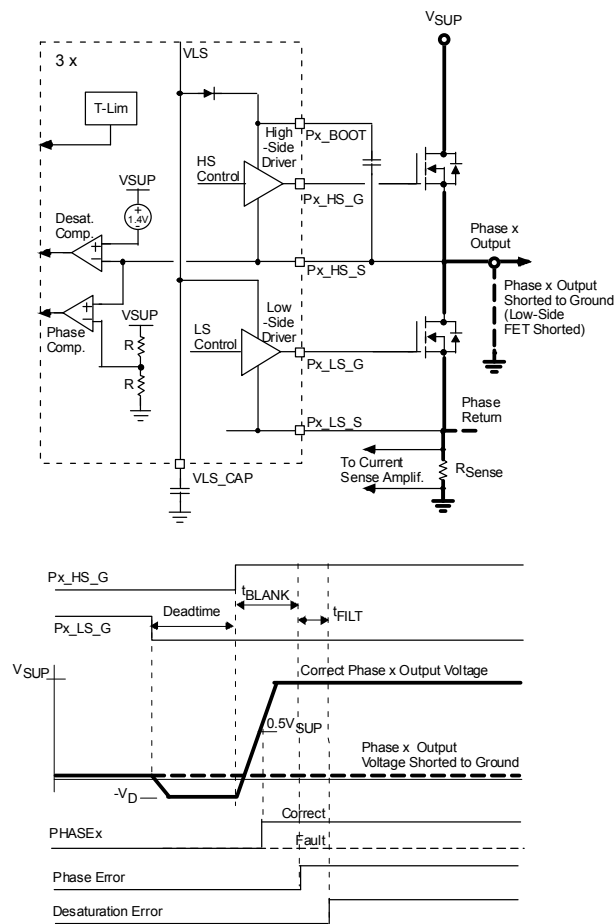 VSUP
VLS
3 x
T-Lim
High
-Side
Driver
Px_BOOT
HS
Control
Px_HS_G
VSUP
+
1.4V
Desat.
Comp.
+
−
Phase x
Output
Px_HS_S
Phase x Output
Shorted to Ground
(Low-Side
FET Shorted)
+
−
Phase
Comp.
VSUP
R
R
Low
-Side
Driver
LS
Control
Px_LS_G
Phase
Return
Px_LS_S
To Current
Sense Amplif.
RSense
VLS_CAP
Px_HS_G
tBLANK
Deadtime
tFILT
Px_LS_G
VSUP
Correct Phase x Output Voltage
0.5VSUP
Phase x Output
Voltage Shorted to Ground
-VD
Correct
PHASEx
Fault
Phase Error
Desaturation Error